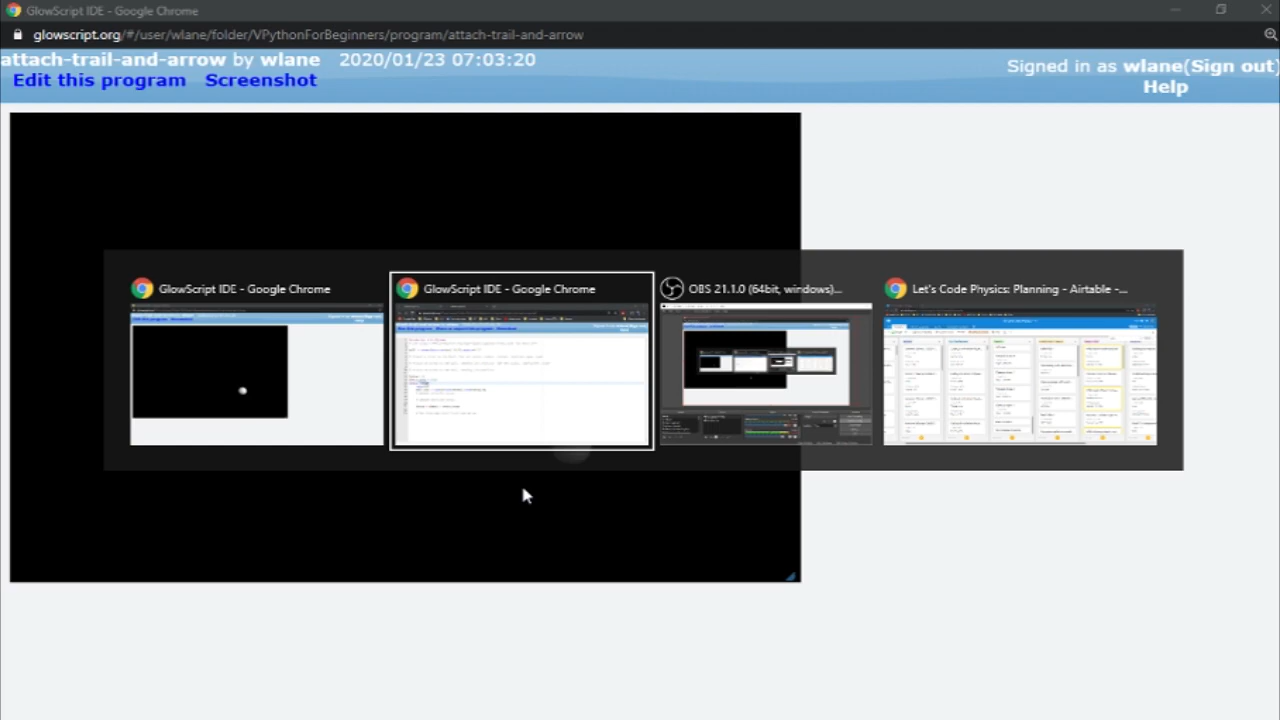 GlowScript IDE - Google Chrome
glowscript.org/#/user/wlane/folder/VPythonForBeginners/program/attach-trail-and-arrow
attach-trail-and-arrow by wlane 2020/01/23 07:03:20
Signed in as wlane(Sign out)
Edit this program Screenshot
Help
GlowScript IDE - Google Chrome
GlowScript IDE - Google Chrome
OBS 21.1.0 (64bit, windows)...
Let's Code Physics: Planning - Airtable -...